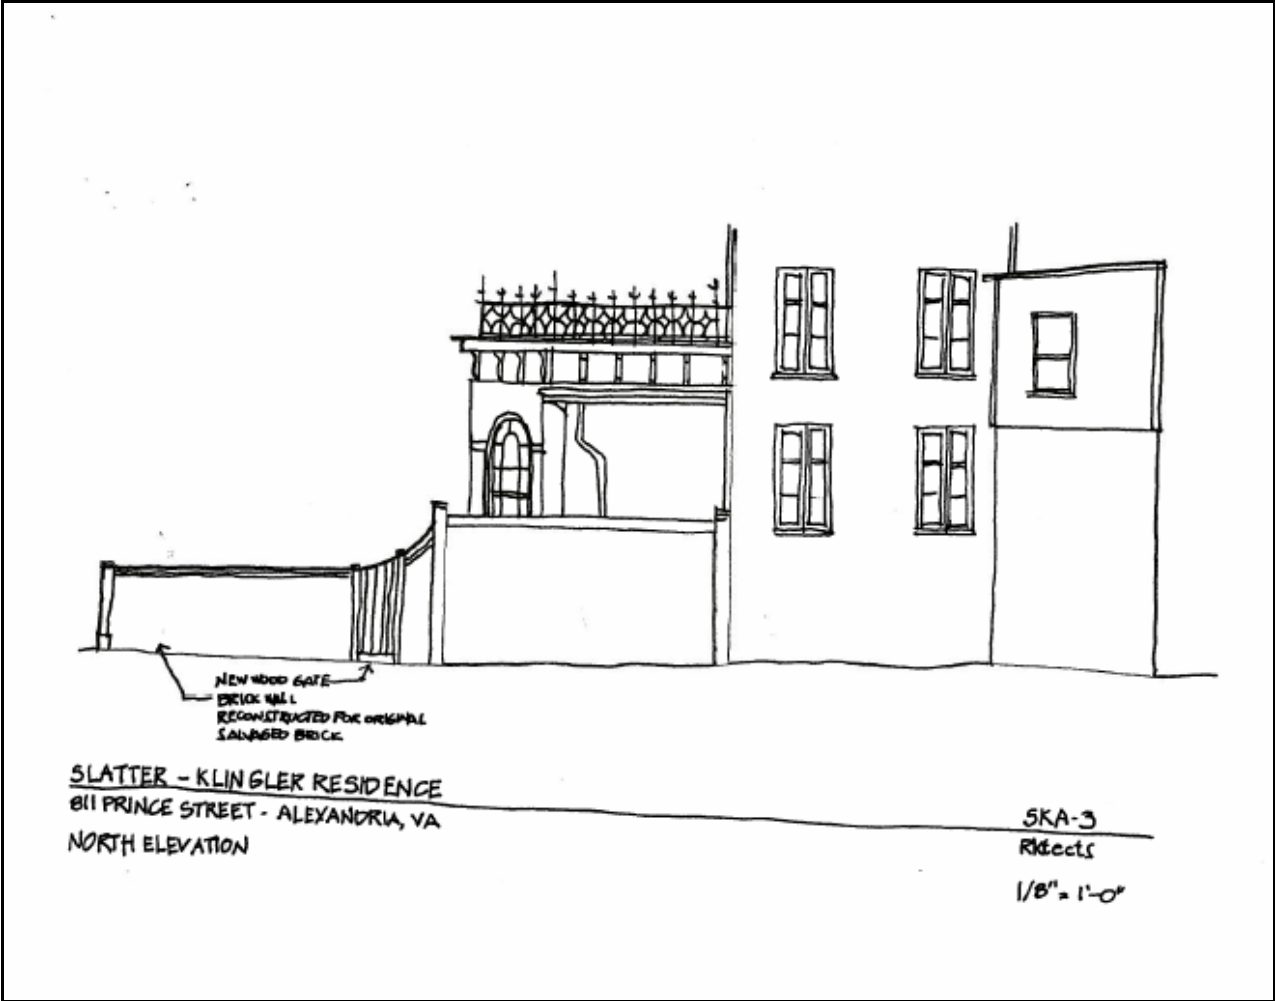 NEW WOOD GATE
BRICK WALL
RECONSTRUCTED FOR ORIGINAL
SALVAGED BRICK
SLATTER - KLINGLER RESIDENCE
811 PRINCE STREET - ALEXANDRIA, VA
NORTH ELEVATION
SKA-3
Rktects
1/8" = 1'-0"